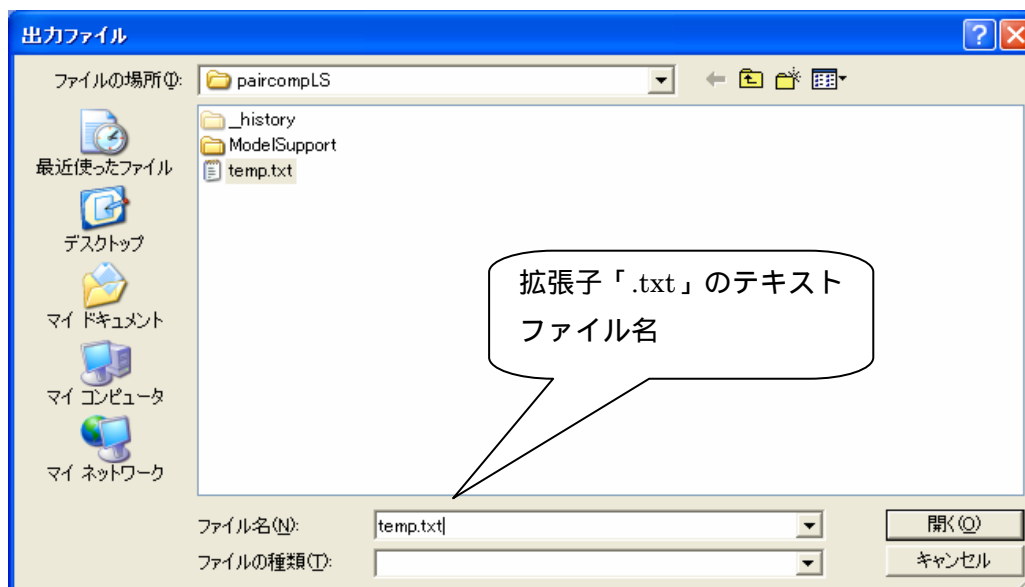 出力ファイル
ファイルの場所(I):
paircompLS
_history
ModelSupport
temp.txt
最近使ったファイル
デスクトップ
マイ ドキュメント
マイ コンピュータ
マイ ネットワーク
拡張子「.txt」のテキスト
ファイル名
ファイル名(N):
temp.txt
開く(O)
ファイルの種類(T):
キャンセル